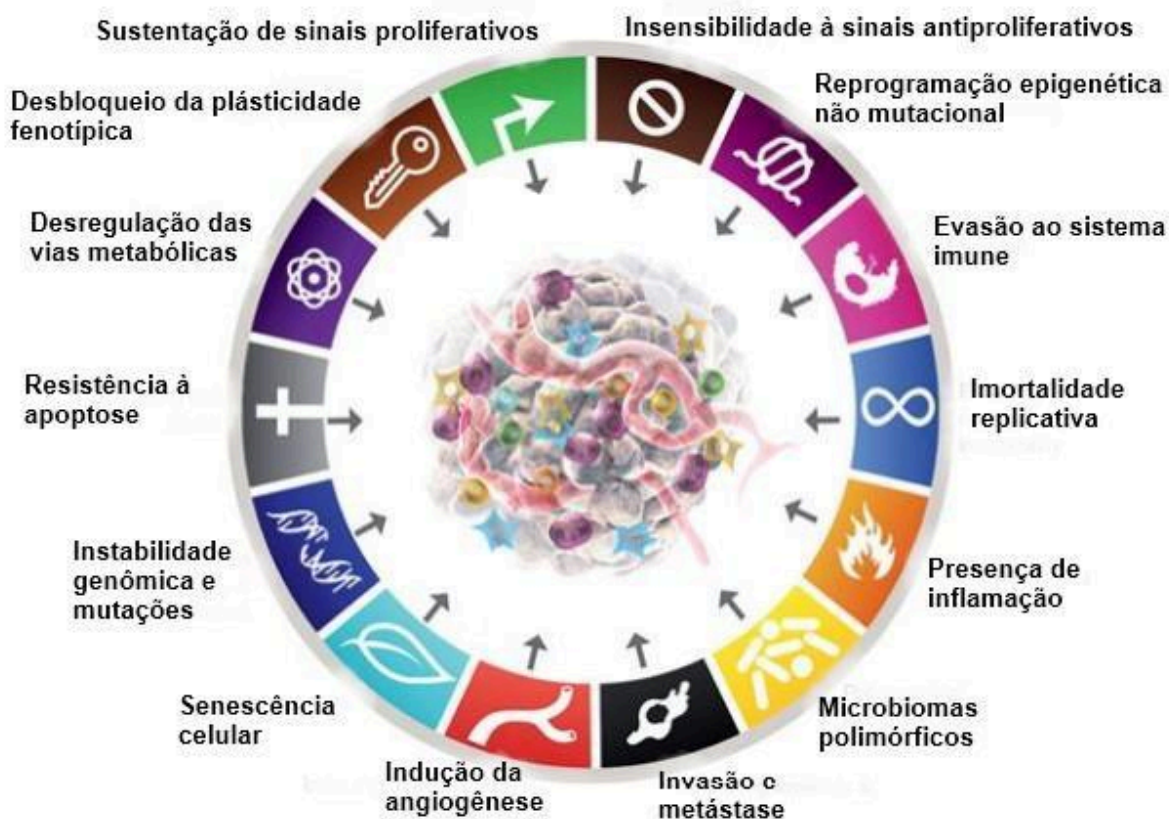 Sustentação de sinais proliferativos
Insensibilidade à sinais antiproliferativos
Desbloqueio da plásticidade
fenotípica
Reprogramação epigenética
não mutacional
Desregulação das
vias metabólicas
Evasão ao sistema
imune
Resistência à
apoptose
Imortalidade
replicativa
Instabilidade
genômica e
mutações
Presença de
inflamação
Senescência
celular
Microbiomas
polimórficos
Indução da
angiogênese
Invasão e
metástase